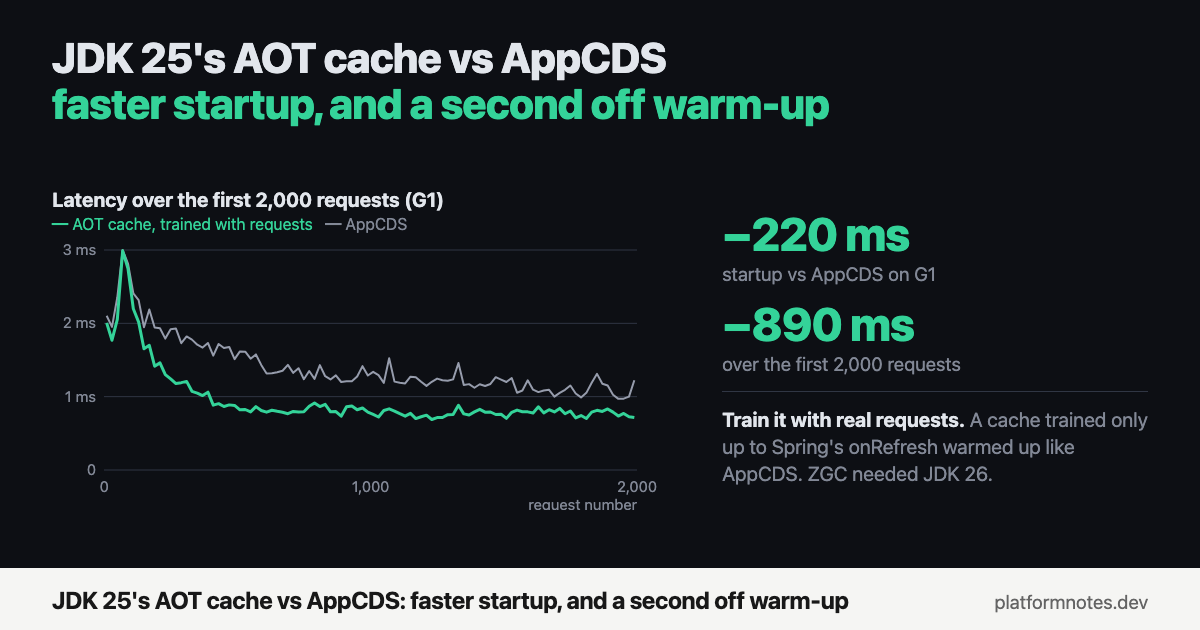 JDK 25's AOT cache vs AppCDS
faster startup, and a second off warm-up
Latency over the first 2,000 requests (G1)
AOT cache, trained with requests
AppCDS
3 ms
2 ms
1 ms
0
0
1,000
2,000
request number
−220 ms
startup vs AppCDS on G1
−890 ms
over the first 2,000 requests
Train it with real requests. A cache trained only
up to Spring's onRefresh warmed up like
AppCDS. ZGC needed JDK 26.
JDK 25's AOT cache vs AppCDS: faster startup, and a second off warm-up
platformnotes.dev